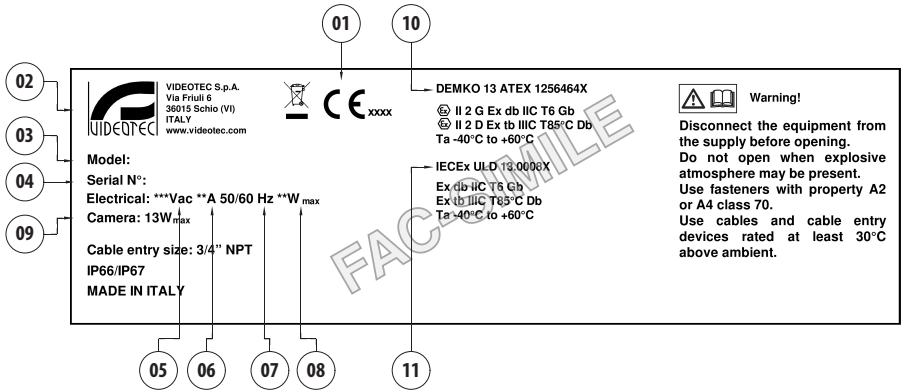 01
10
02
03
04
09
VIDEOTEC
VIDEOTEC S.p.A.
Via Friuli 6
36015 Schio (VI)
ITALY
www.videotec.com
CE xxxx
Model:
Serial N°:
Electrical: ***Vac **A 50/60 Hz **W max
Camera: 13W max
Cable entry size: 3/4” NPT
IP66/IP67
MADE IN ITALY
DEMKO 13 ATEX 1256464X
Ex II 2 G Ex db IIC T6 Gb
Ex II 2 D Ex tb IIIC T85°C Db
Ta -40°C to +60°C
IECEx ULD 13.0008X
Ex db IIC T6 Gb
Ex tb IIIC T85°C Db
Ta -40°C to +60°C
FAC-SIMILE
Warning!
Disconnect the equipment from
the supply before opening.
Do not open when explosive
atmosphere may be present.
Use fasteners with property A2
or A4 class 70.
Use cables and cable entry
devices rated at least 30°C
above ambient.
05
06
07
08
11